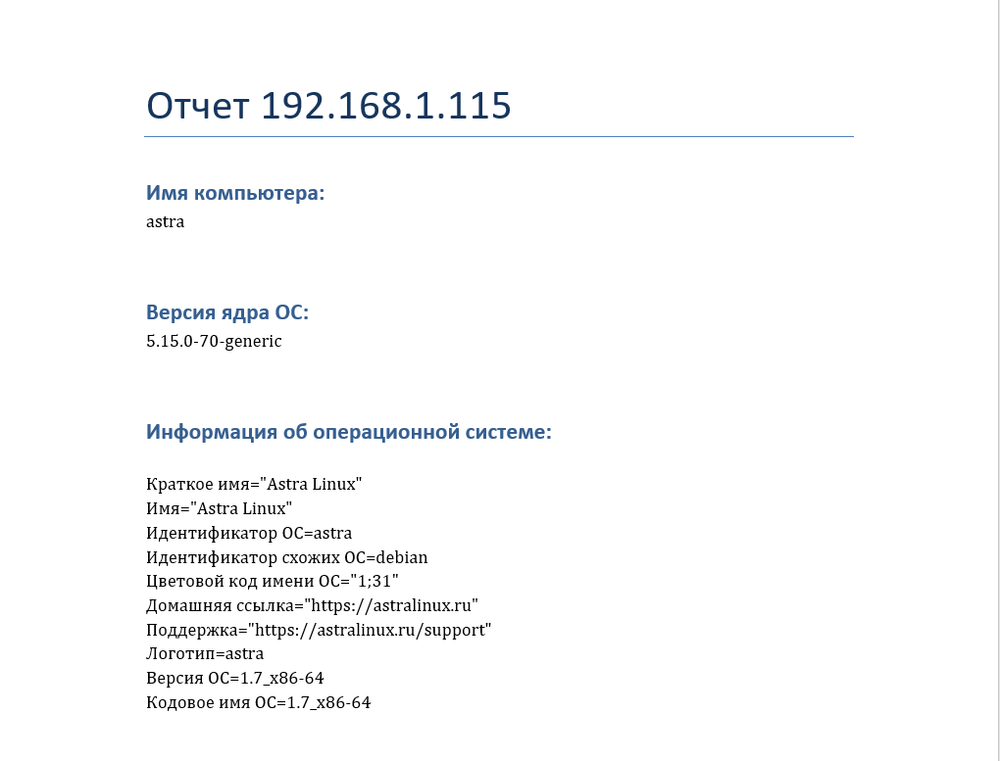 Отчет 192.168.1.115
Имя компьютера:
astra
Версия ядра ОС:
5.15.0-70-generic
Информация об операционной системе:
Краткое имя="Astra Linux"
Имя="Astra Linux"
Идентификатор ОС=astra
Идентификатор схожих ОС=debian
Цветовой код имени ОС="1;31"
Домашняя ссылка="https://astralinux.ru"
Поддержка="https://astralinux.ru/support"
Логотип=astra
Версия ОС=1.7_x86-64
Кодовое имя ОС=1.7_x86-64